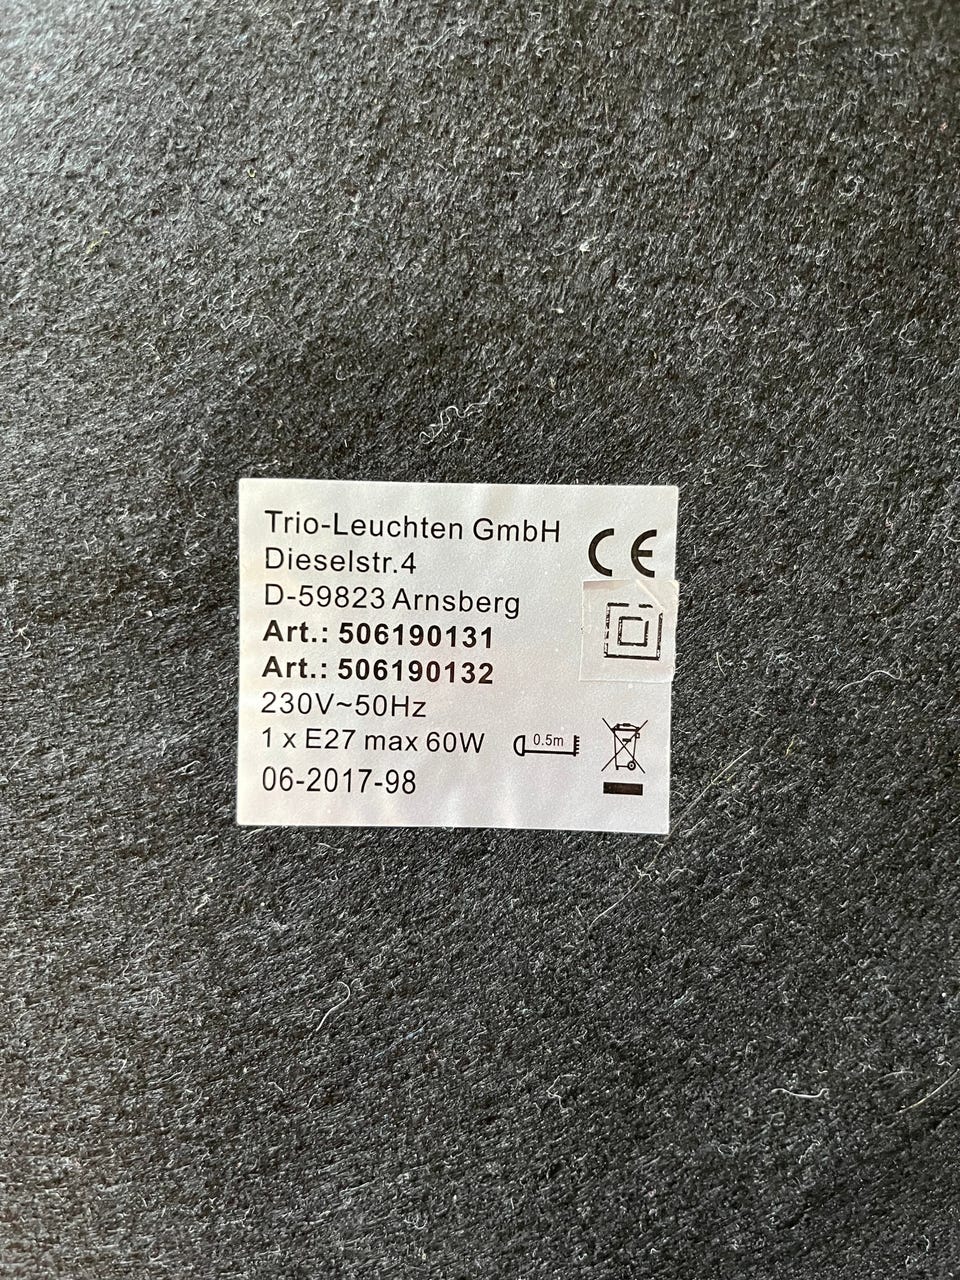 Trio-Leuchten GmbH
Dieselstr.4
D-59823 Arnsberg
Art.: 506190131
Art.: 506190132
230V~50Hz
1 x E27 max 60W
0.5m
06-2017-98
CE